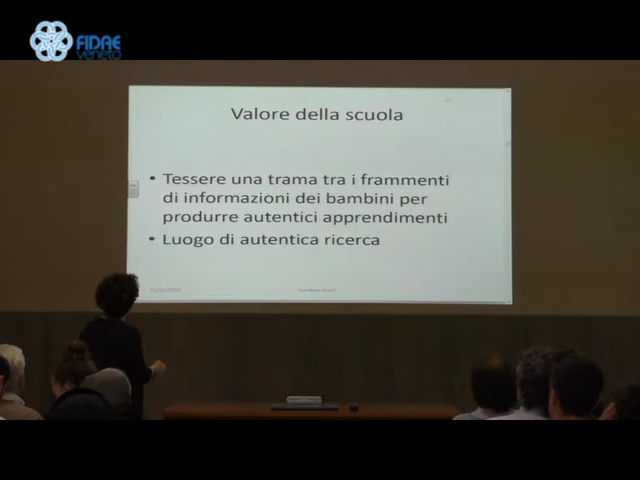 FIDAE
veneto
Valore della scuola
• Tessere una trama tra i frammenti
di informazioni dei bambini per
produrre autentici apprendimenti
• Luogo di autentica ricerca